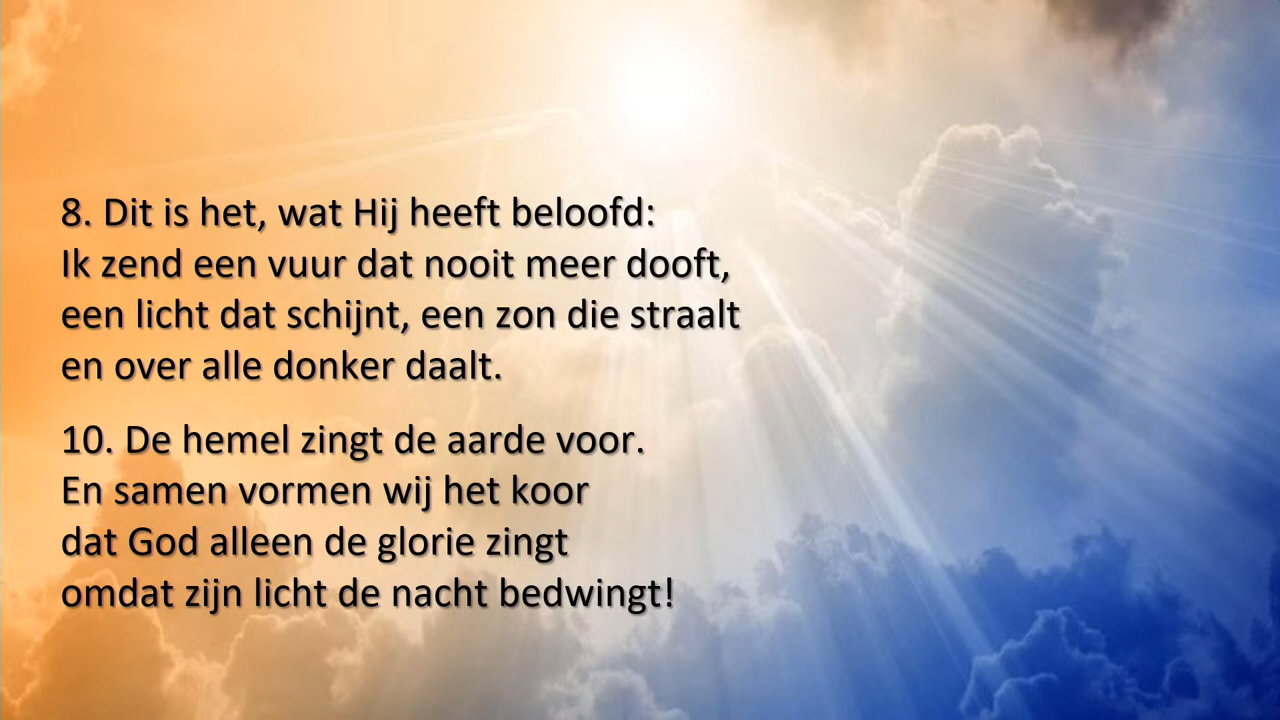 8. Dit is het, wat Hij heeft beloofd:
Ik zend een vuur dat nooit meer dooft,
een licht dat schijnt, een zon die straalt
en over alle donker daalt.
10. De hemel zingt de aarde voor.
En samen vormen wij het koor
dat God alleen de glorie zingt
omdat zijn licht de nacht bedwingt!